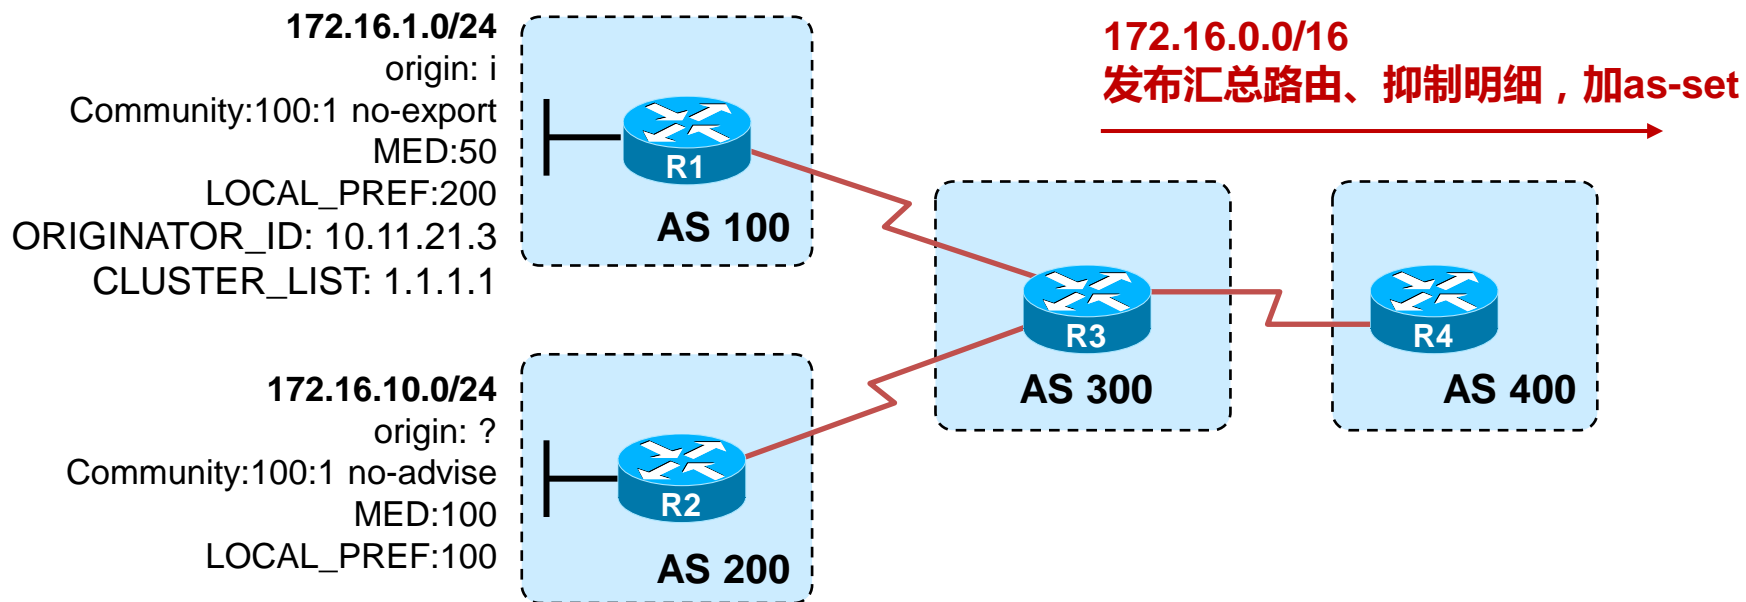 172.16.1.0/24
origin: i
Community:100:1 no-export
MED:50
LOCAL_PREF:200
ORIGINATOR_ID: 10.11.21.3
CLUSTER_LIST: 1.1.1.1
R1
AS 100
172.16.0.0/16
发布汇总路由、抑制明细，加as-set
R3
AS 300
R4
AS 400
172.16.10.0/24
origin: ?
Community:100:1 no-advise
MED:100
LOCAL_PREF:100
R2
AS 200